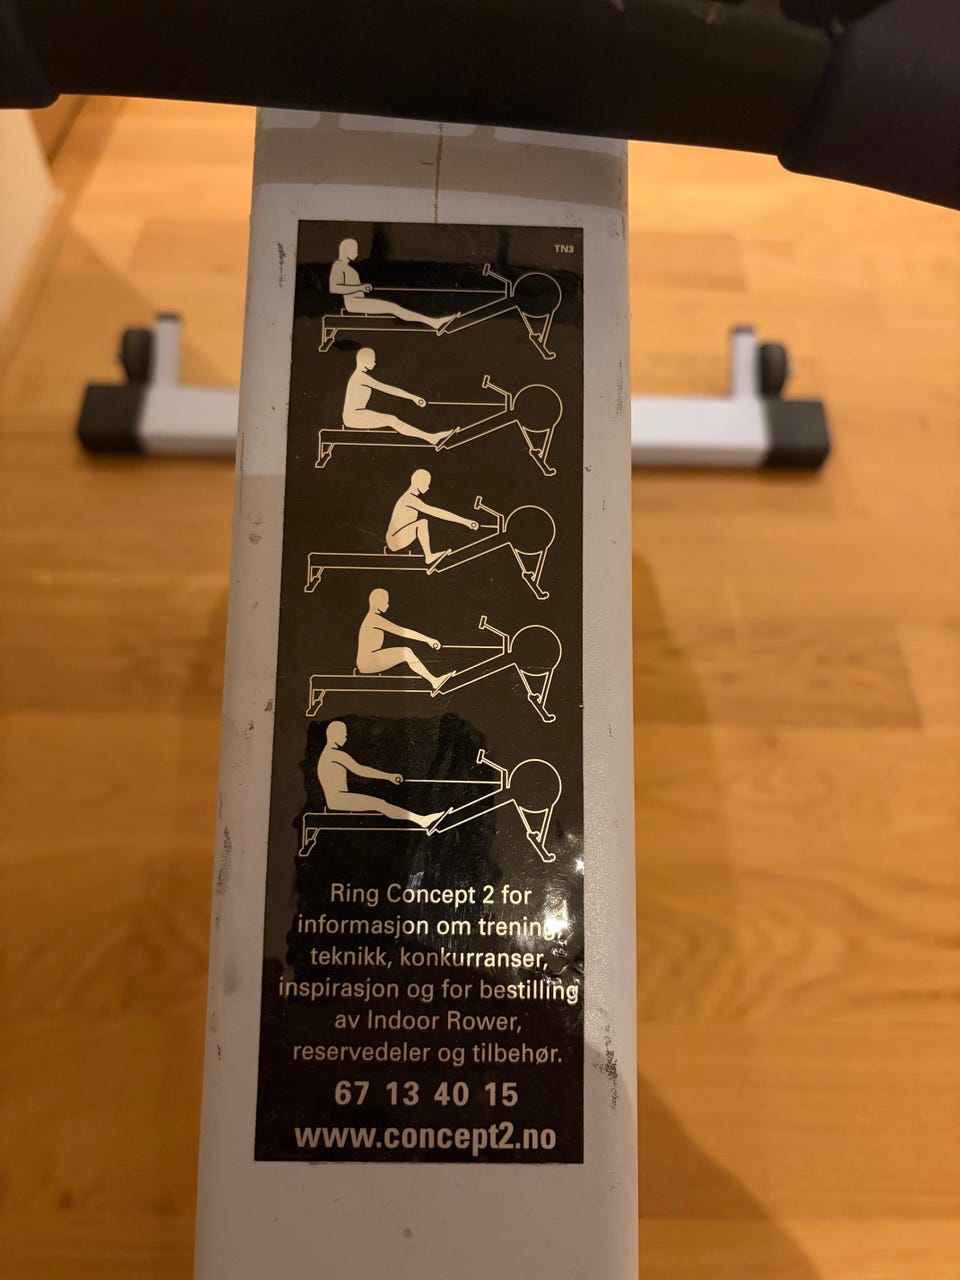 TN3
Ring Concept 2 for
informasjon om trening,
teknikk, konkurranser,
inspirasjon og for bestilling
av Indoor Rower,
reservedeler og tilbehør.
67 13 40 15
www.concept2.no